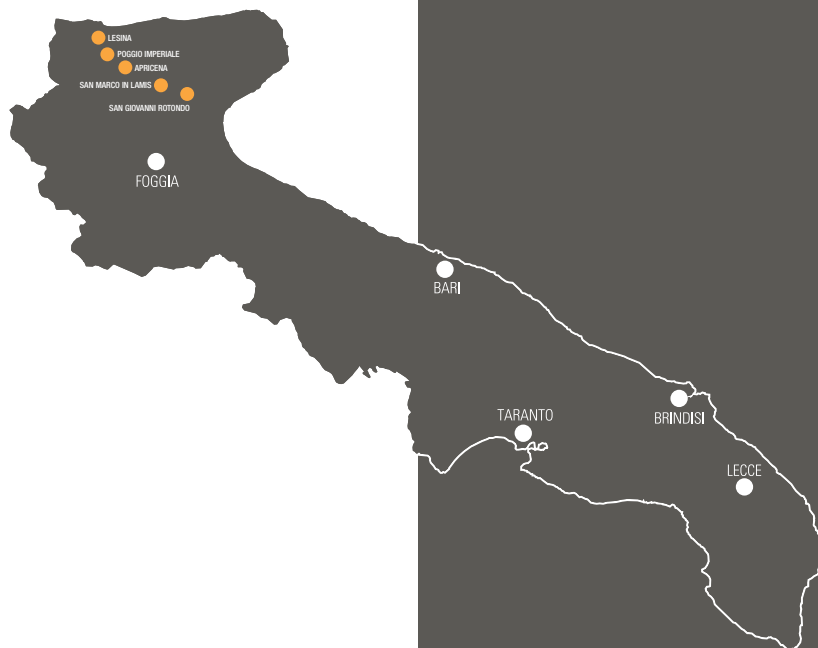 LESINA
POGGIO IMPERIALE
APRICENA
SAN MARCO IN LAMIS
SAN GIOVANNI ROTONDO
FOGGIA
BARI
TARANTO
BRINDISI
LECCE